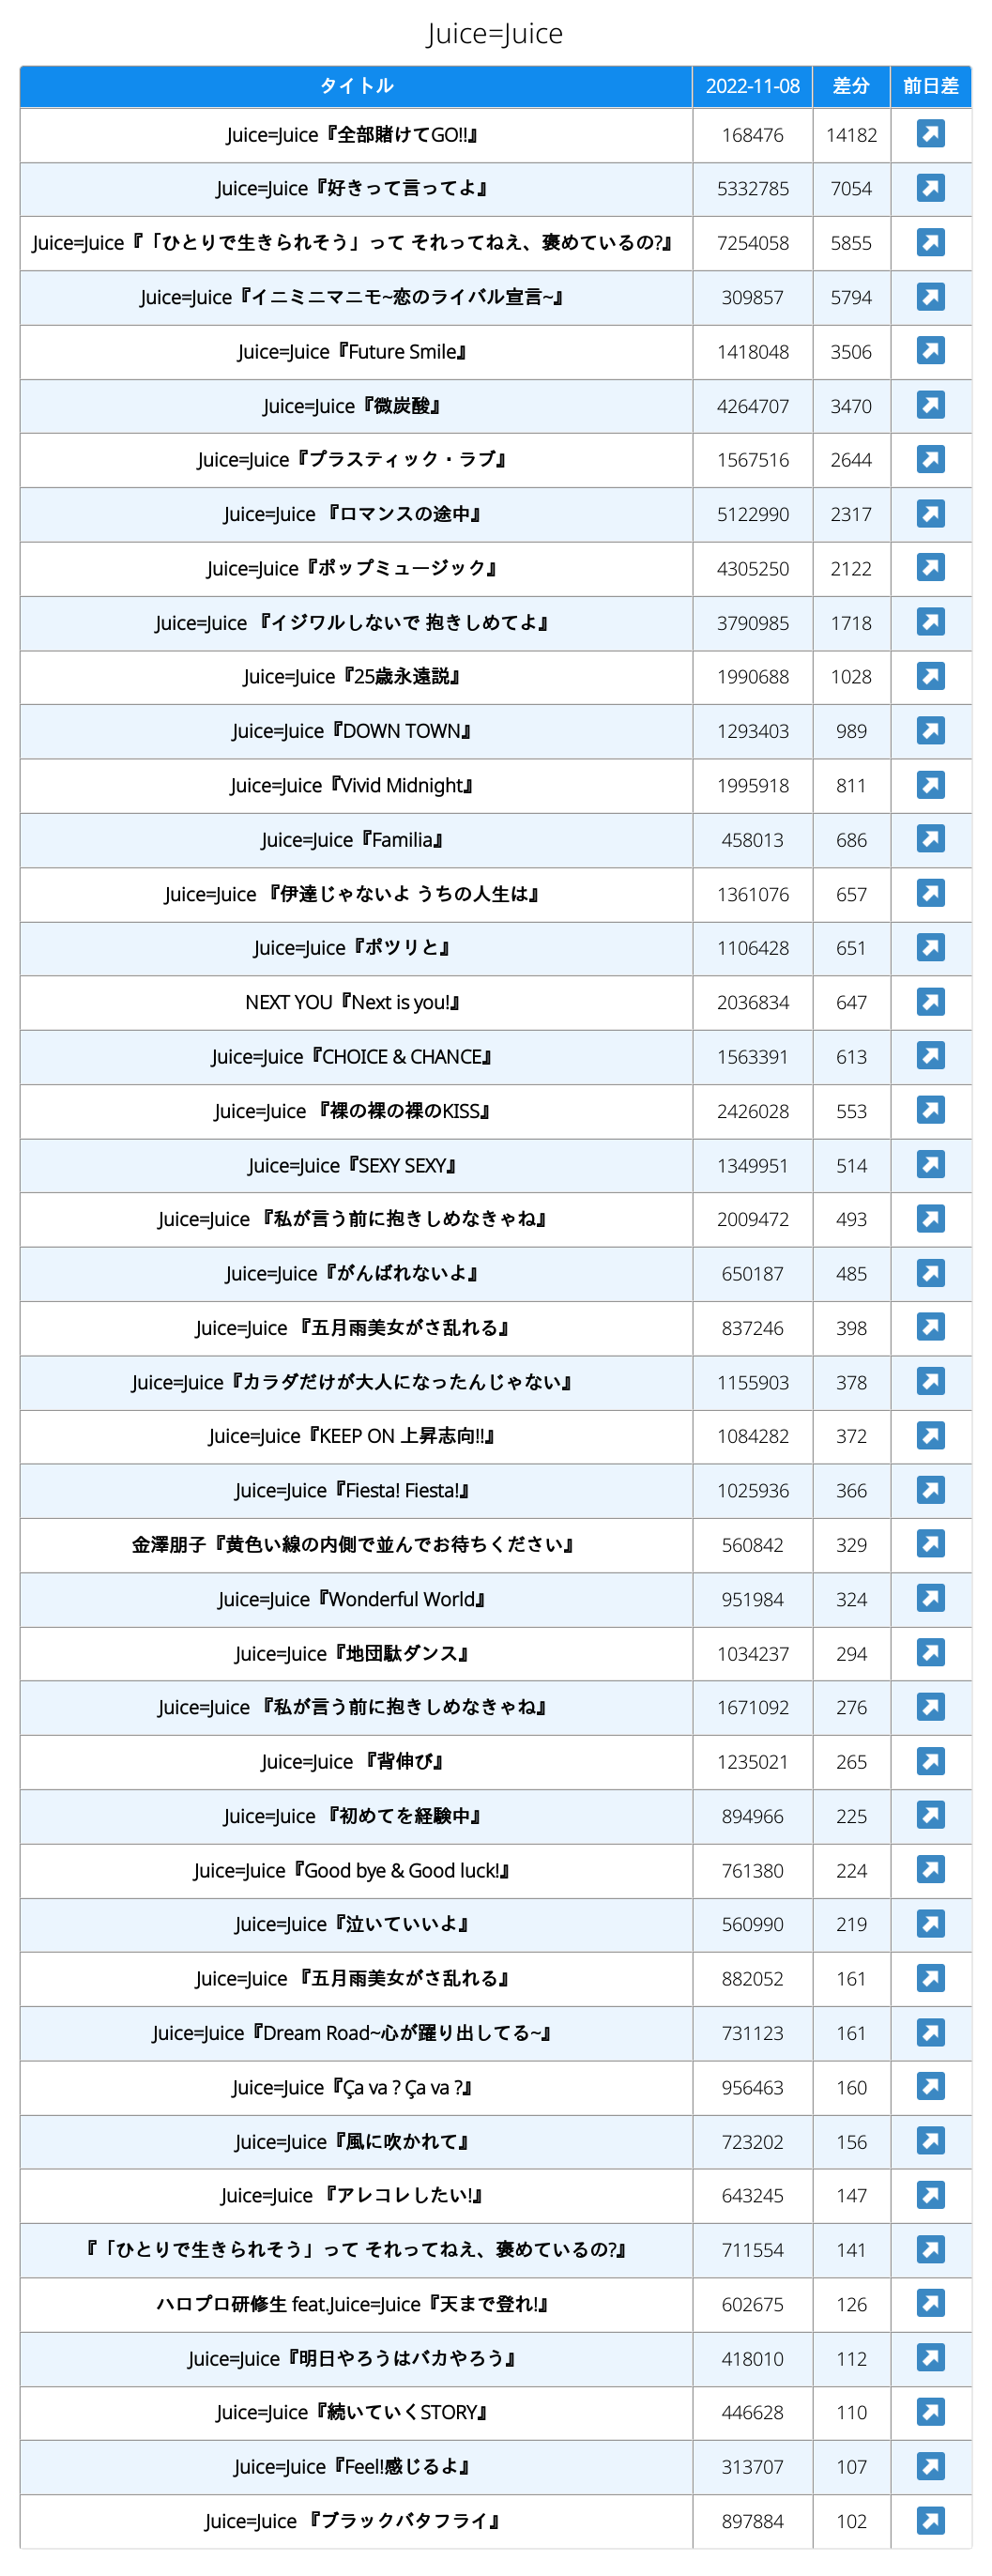 Juice=Juice
タイトル 2022-11-08 差分 前日差
Juice=Juice『全部賭けてGO!!』 168476 14182
Juice=Juice『好きって言ってよ』 5332785 7054
Juice=Juice『「ひとりで生きられそう」って それってねえ、褒めているの?』 7254058 5855
Juice=Juice『イニミニマニモ~恋のライバル宣言~』 309857 5794
Juice=Juice『Future Smile』 1418048 3506
Juice=Juice『微炭酸』 4264707 3470
Juice=Juice『プラスティック・ラブ』 1567516 2644
Juice=Juice 『ロマンスの途中』 5122990 2317
Juice=Juice『ポップミュージック』 4305250 2122
Juice=Juice 『イジワルしないで 抱きしめてよ』 3790985 1718
Juice=Juice『25歳永遠説』 1990688 1028
Juice=Juice『DOWN TOWN』 1293403 989
Juice=Juice『Vivid Midnight』 1995918 811
Juice=Juice『Familia』 458013 686
Juice=Juice 『伊達じゃないよ うちの人生は』 1361076 657
Juice=Juice『ポツリと』 1106428 651
NEXT YOU『Next is you!』 2036834 647
Juice=Juice『CHOICE & CHANCE』 1563391 613
Juice=Juice 『裸の裸の裸のKISS』 2426028 553
Juice=Juice『SEXY SEXY』 1349951 514
Juice=Juice 『私が言う前に抱きしめなきゃね』 2009472 493
Juice=Juice『がんばれないよ』 650187 485
Juice=Juice 『五月雨美女がさ乱れる』 837246 398
Juice=Juice『カラダだけが大人になったんじゃない』 1155903 378
Juice=Juice『KEEP ON 上昇志向!!』 1084282 372
Juice=Juice『Fiesta! Fiesta!』 1025936 366
金澤朋子『黄色い線の内側で並んでお待ちください』 560842 329
Juice=Juice『Wonderful World』 951984 324
Juice=Juice『地団駄ダンス』 1034237 294
Juice=Juice 『私が言う前に抱きしめなきゃね』 1671092 276
Juice=Juice 『背伸び』 1235021 265
Juice=Juice 『初めてを経験中』 894966 225
Juice=Juice『Good bye & Good luck!』 761380 224
Juice=Juice『泣いていいよ』 560990 219
Juice=Juice 『五月雨美女がさ乱れる』 882052 161
Juice=Juice『Dream Road~心が躍り出してる~』 731123 161
Juice=Juice『Ça va ? Ça va ?』 956463 160
Juice=Juice『風に吹かれて』 723202 156
Juice=Juice 『アレコレしたい!』 643245 147
『「ひとりで生きられそう」って それってねえ、褒めているの?』 711554 141
ハロプロ研修生 feat.Juice=Juice『天まで登れ!』 602675 126
Juice=Juice『明日やろうはバカやろう』 418010 112
Juice=Juice『続いていくSTORY』 446628 110
Juice=Juice『Feel!感じるよ』 313707 107
Juice=Juice 『ブラックバタフライ』 897884 102